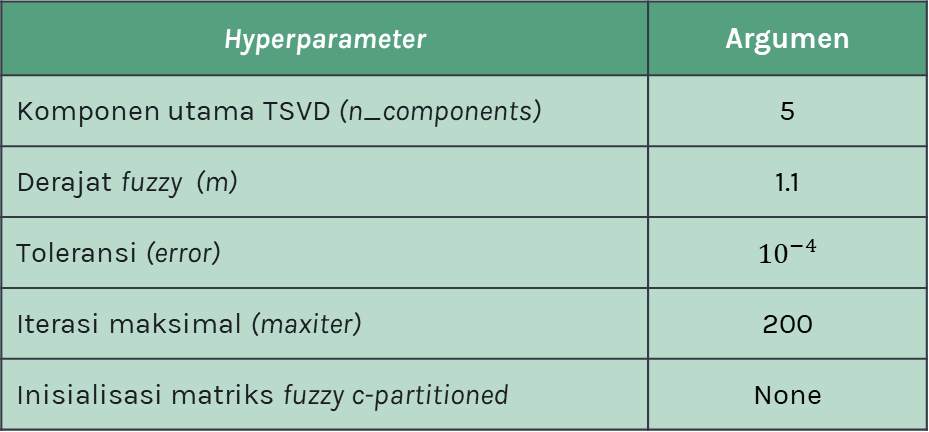 Hyperparameter Argumen
Komponen utama TSVD (n_components) 5
Derajat fuzzy (m) 1.1
Toleransi (error) 10⁻⁴
Iterasi maksimal (maxiter) 200
Inisialisasi matriks fuzzy c-partitioned None